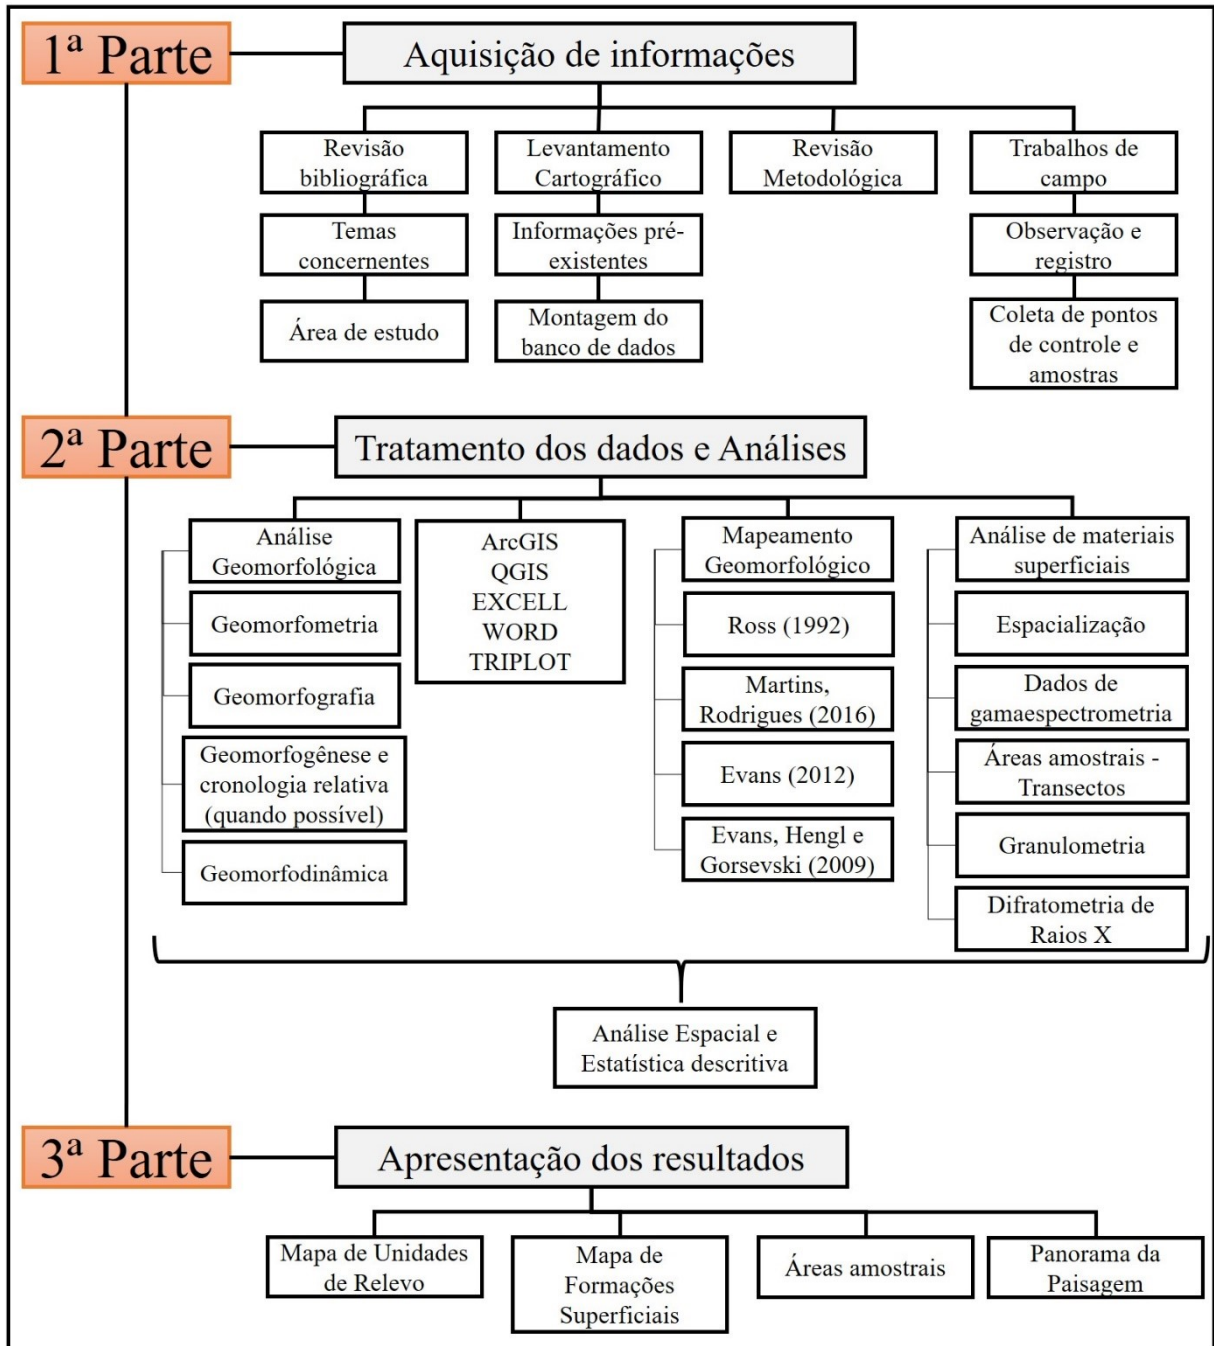 1ª Parte
Aquisição de informações
Revisão
bibliográfica
Temas
concernentes
Área de estudo
Levantamento
Cartográfico
Informações pré-
existentes
Montagem do
banco de dados
Revisão
Metodológica
Trabalhos de
campo
Observação e
registro
Coleta de pontos
de controle e
amostras
2ª Parte
Tratamento dos dados e Análises
Análise
Geomorfológica
Geomorfometria
Geomorfografia
Geomorfogênese e
cronologia relativa
(quando possível)
Geomorfodinâmica
ArcGIS
QGIS
EXCELL
WORD
TRIPLOT
Mapeamento
Geomorfológico
Ross (1992)
Martins,
Rodrigues (2016)
Evans (2012)
Evans, Hengl e
Gorsevski (2009)
Análise de materiais
superficiais
Espacialização
Dados de
gamaespectrometria
Áreas amostrais -
Transectos
Granulometria
Difratometria de
Raios X
Análise Espacial e
Estatística descritiva
3ª Parte
Apresentação dos resultados
Mapa de Unidades
de Relevo
Mapa de
Formações
Superficiais
Áreas amostrais
Panorama da
Paisagem